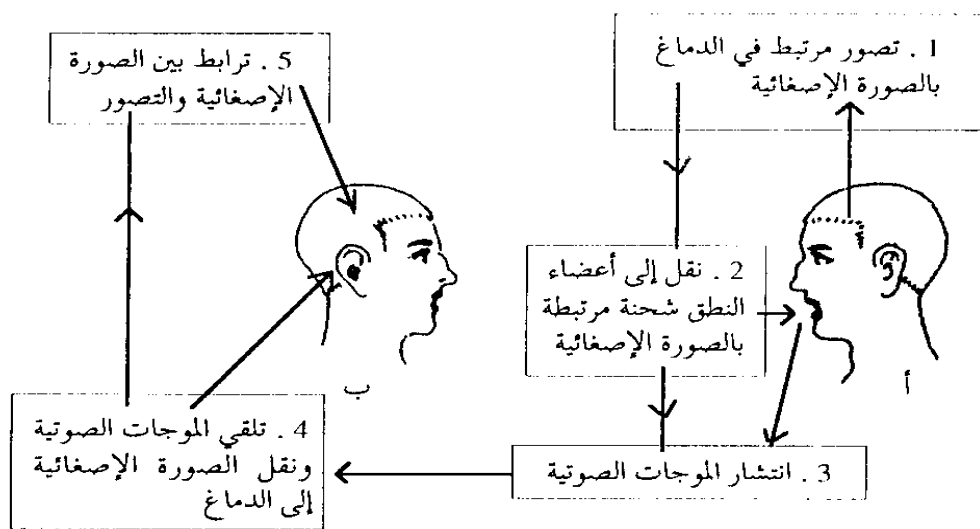 1 . تصور مرتبط في الدماغ
بالصورة الإصغائية
2 . نقل إلى أعضاء
النطق شحنة مرتبطة
بالصورة الإصغائية
أ
3 . انتشار الموجات الصوتية
4 . تلقي الموجات الصوتية
ونقل الصورة الإصغائية
إلى الدماغ
5 . ترابط بين الصورة
الإصغائية والتصور
ب